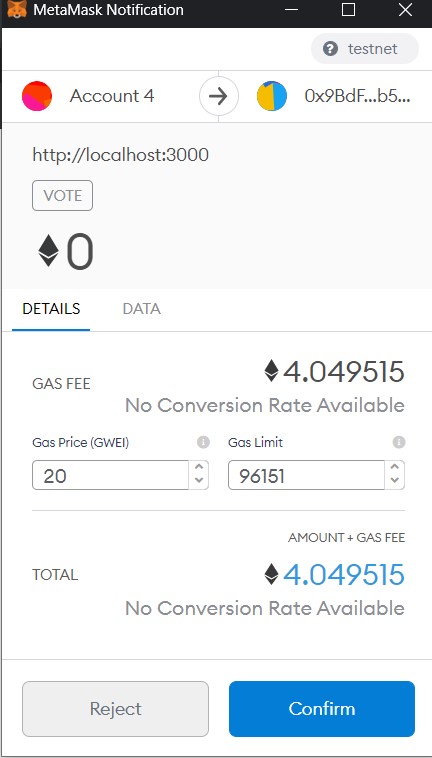 MetaMask Notification
testnet
Account 4
0x9BdF...b5...
http://localhost:3000
VOTE
0
DETAILS DATA
GAS FEE
4.049515
No Conversion Rate Available
Gas Price (GWEI) Gas Limit
20 96151
AMOUNT + GAS FEE
TOTAL
4.049515
No Conversion Rate Available
Reject Confirm